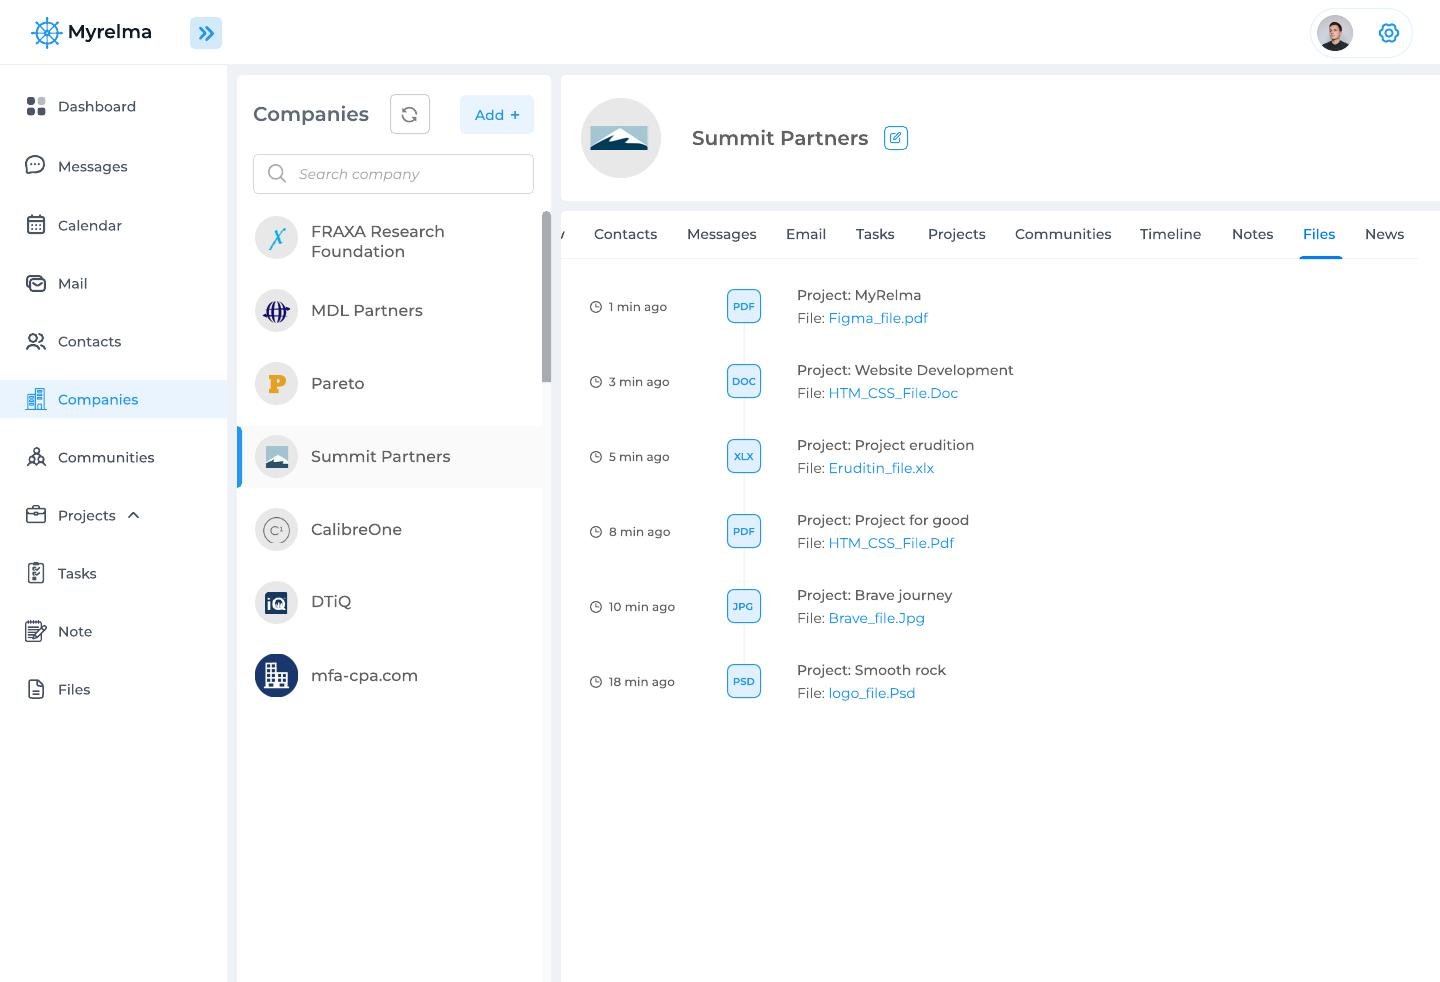 Myrelma
Dashboard
Messages
Calendar
Mail
Contacts
Companies
Communities
Projects
Tasks
Note
Files
Companies
Add +
Search company
FRAXA Research
Foundation
MDL Partners
P
Pareto
Summit Partners
C1
CalibreOne
iQ
DTiQ
mfa-cpa.com
Summit Partners
Contacts Messages Email Tasks Projects Communities Timeline Notes Files News
1 min ago
PDF
Project: MyRelma
File: Figma_file.pdf
3 min ago
DOC
Project: Website Development
File: HTM_CSS_File.Doc
5 min ago
XLX
Project: Project erudition
File: Eruditin_file.xlx
8 min ago
PDF
Project: Project for good
File: HTM_CSS_File.Pdf
10 min ago
JPG
Project: Brave journey
File: Brave_file.Jpg
18 min ago
PSD
Project: Smooth rock
File: logo_file.Psd